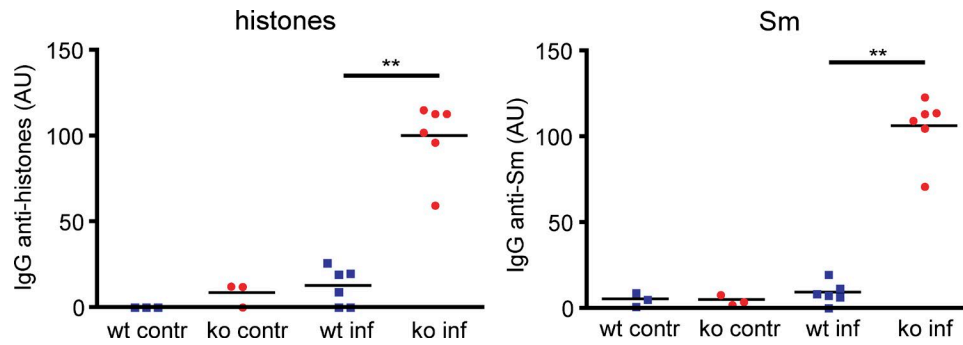 histones
IgG anti-histones (AU)
150
100
50
0
**
wt contr ko contr wt inf ko inf
Sm
IgG anti-Sm (AU)
150
100
50
0
**
wt contr ko contr wt inf ko inf